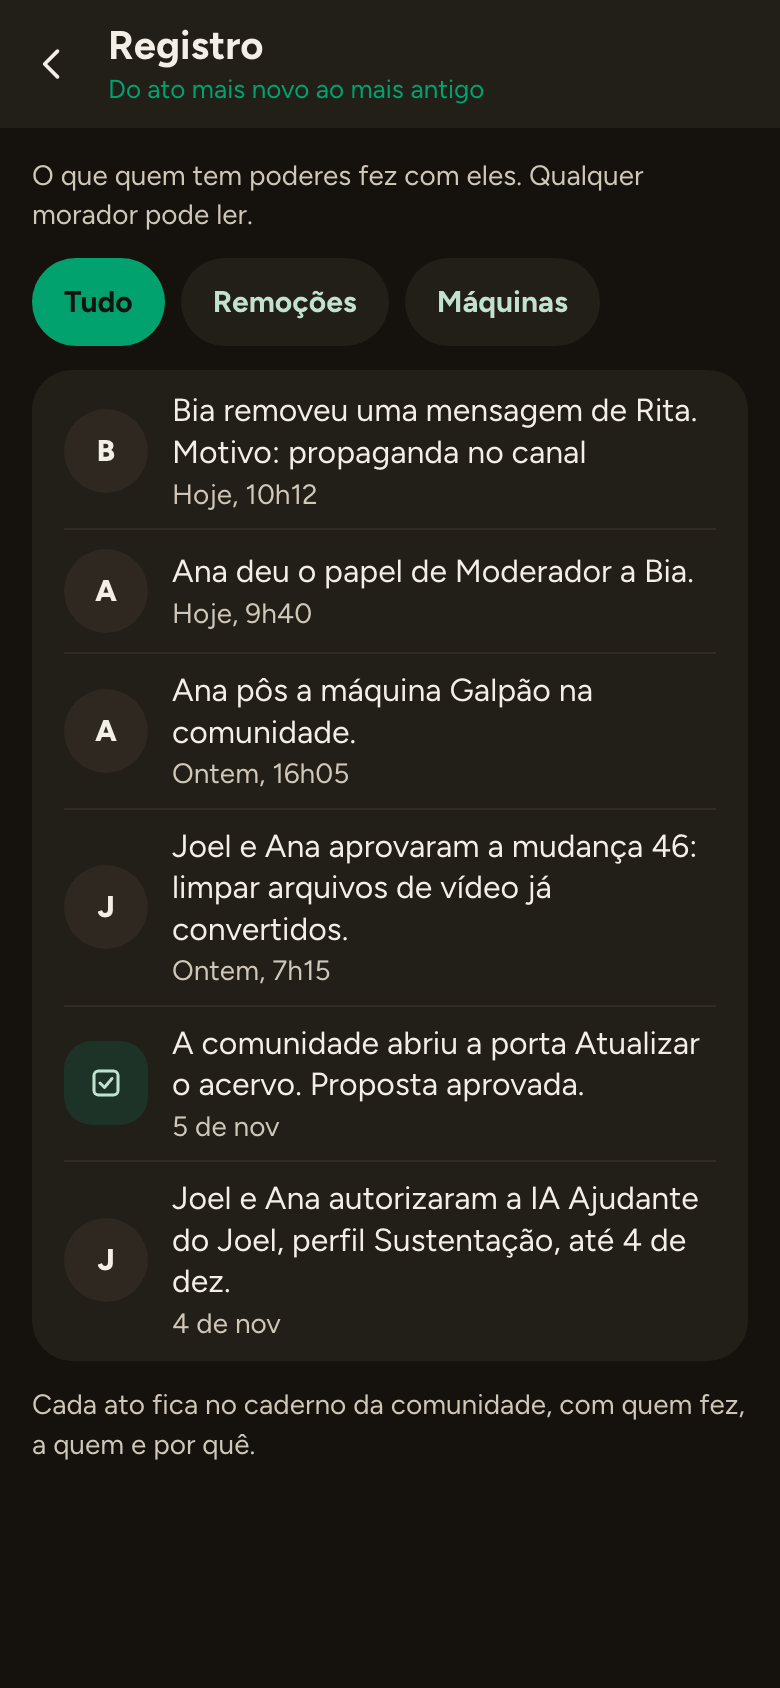 Registro
Do ato mais novo ao mais antigo
O que quem tem poderes fez com eles. Qualquer
morador pode ler.
Tudo
Remoções
Máquinas
B
Bia removeu uma mensagem de Rita.
Motivo: propaganda no canal
Hoje, 10h12
A
Ana deu o papel de Moderador a Bia.
Hoje, 9h40
A
Ana pôs a máquina Galpão na
comunidade.
Ontem, 16h05
J
Joel e Ana aprovaram a mudança 46:
limpar arquivos de vídeo já
convertidos.
Ontem, 7h15
A comunidade abriu a porta Atualizar
o acervo. Proposta aprovada.
5 de nov
J
Joel e Ana autorizaram a IA Ajudante
do Joel, perfil Sustentação, até 4 de
dez.
4 de nov
Cada ato fica no caderno da comunidade, com quem fez,
a quem e por quê.